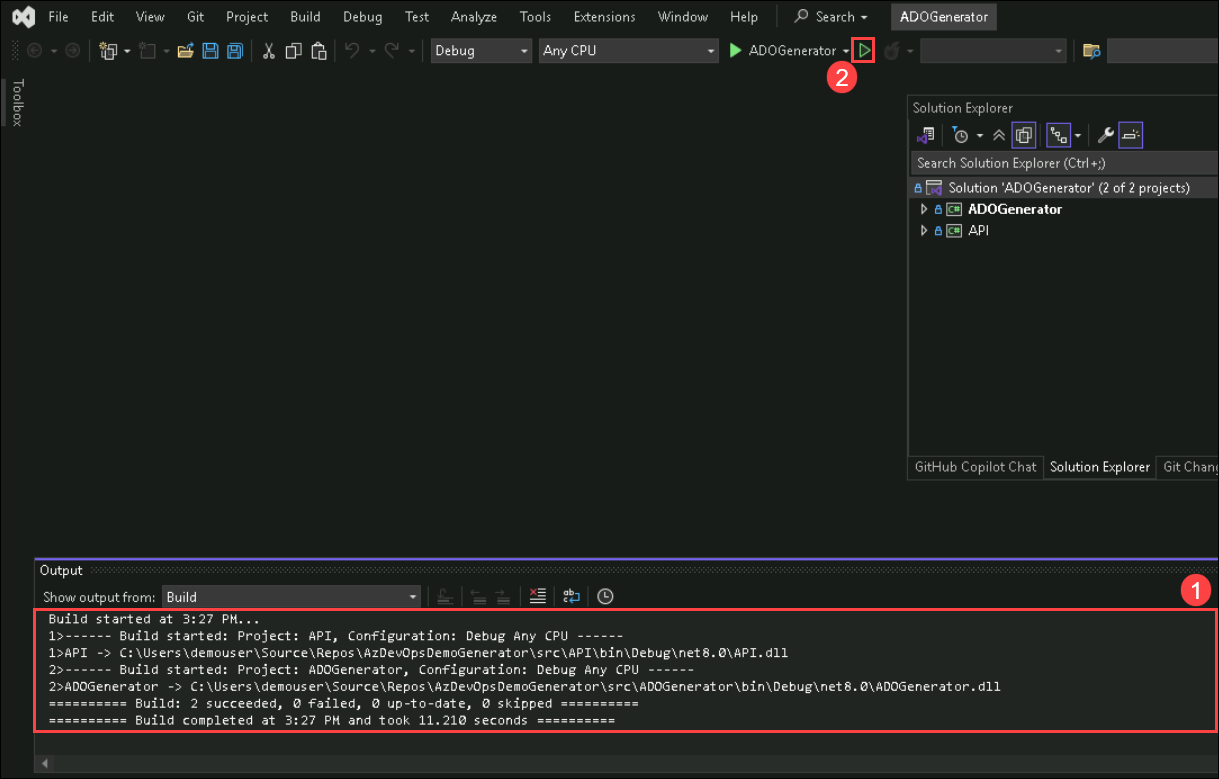 File Edit View Git Project Build Debug Test Analyze Tools Extensions Window Help Search ADOGenerator
Debug Any CPU ADOGenerator
2
Toolbox
Solution Explorer
Search Solution Explorer (Ctrl+;)
Solution 'ADOGenerator' (2 of 2 projects)
C# ADOGenerator
C# API
GitHub Copilot Chat Solution Explorer Git Chang
Output
Show output from: Build
1
Build started at 3:27 PM...
1>------ Build started: Project: API, Configuration: Debug Any CPU ------
1>API -> C:\Users\demouser\Source\Repos\AzDevOpsDemoGenerator\src\API\bin\Debug\net8.0\API.dll
2>------ Build started: Project: ADOGenerator, Configuration: Debug Any CPU ------
2>ADOGenerator -> C:\Users\demouser\Source\Repos\AzDevOpsDemoGenerator\src\ADOGenerator\bin\Debug\net8.0\ADOGenerator.dll
========== Build: 2 succeeded, 0 failed, 0 up-to-date, 0 skipped ==========
========== Build completed at 3:27 PM and took 11.210 seconds ==========